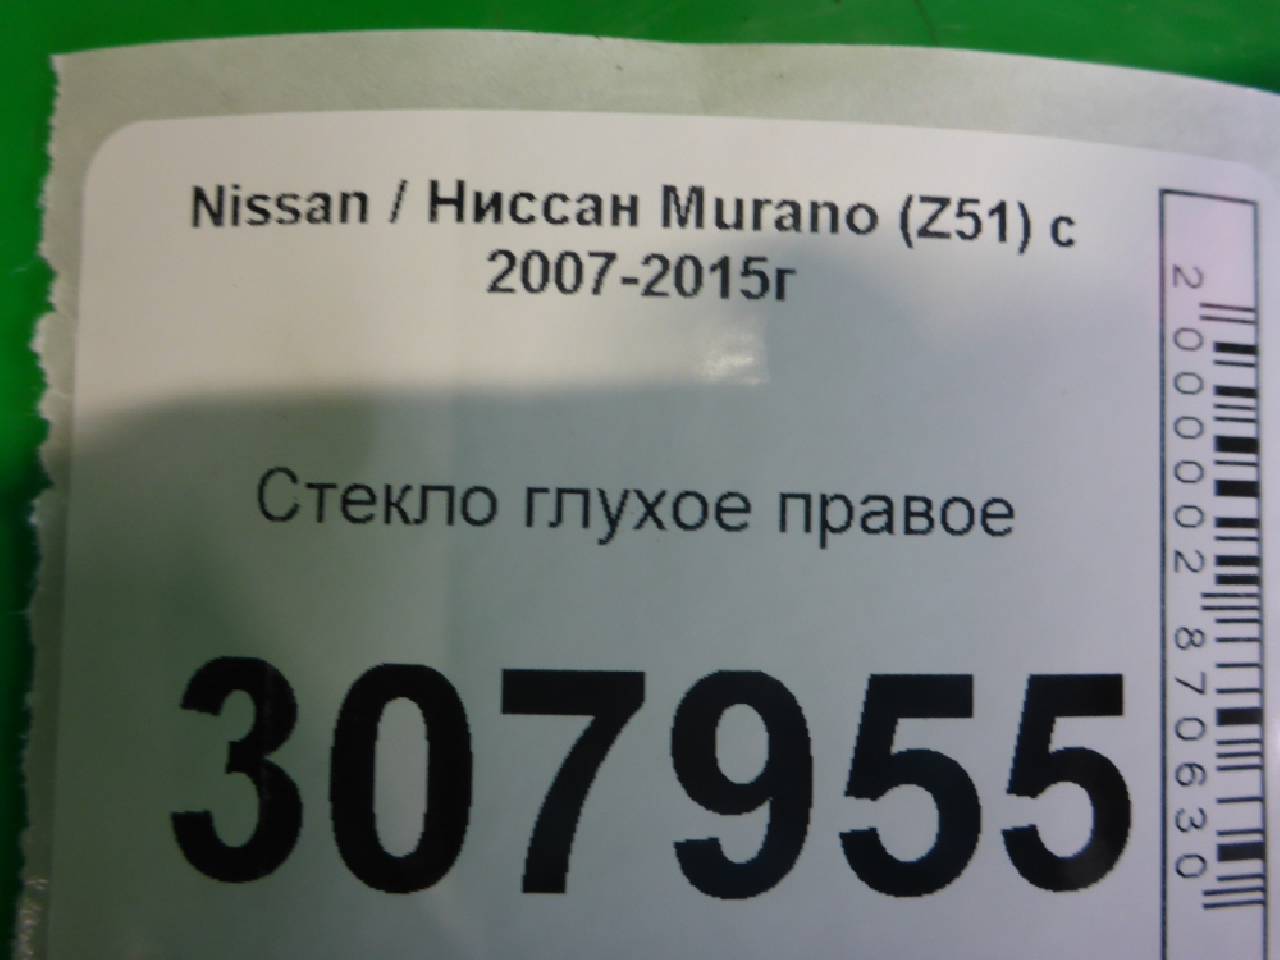 Nissan / Ниссан Murano (Z51) с
2007-2015г
Стекло глухое правое
307955
2000002870630